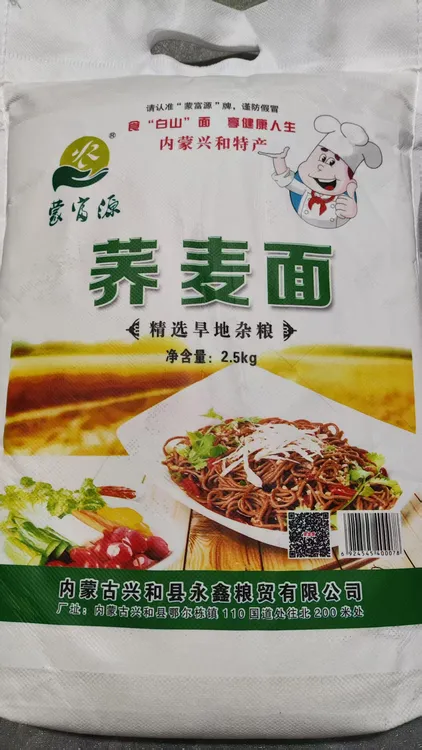 请认准“蒙富源”牌，谨防假冒
食“白山”面 享健康人生
内蒙兴和特产
®
蒙富源
荞麦面
精选旱地杂粮
净含量：2.5kg
6 924545 400078
内蒙古兴和县永鑫粮贸有限公司
厂址：内蒙古兴和县鄂尔栋镇110国道处往北200米处